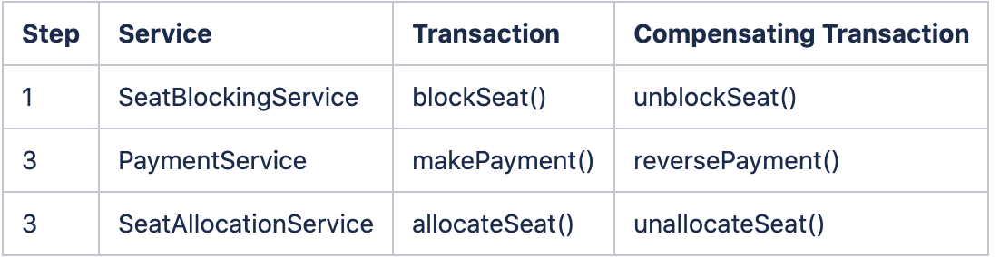 Step Service Transaction Compensating Transaction
1 SeatBlockingService blockSeat() unblockSeat()
3 PaymentService makePayment() reversePayment()
3 SeatAllocationService allocateSeat() unallocateSeat()